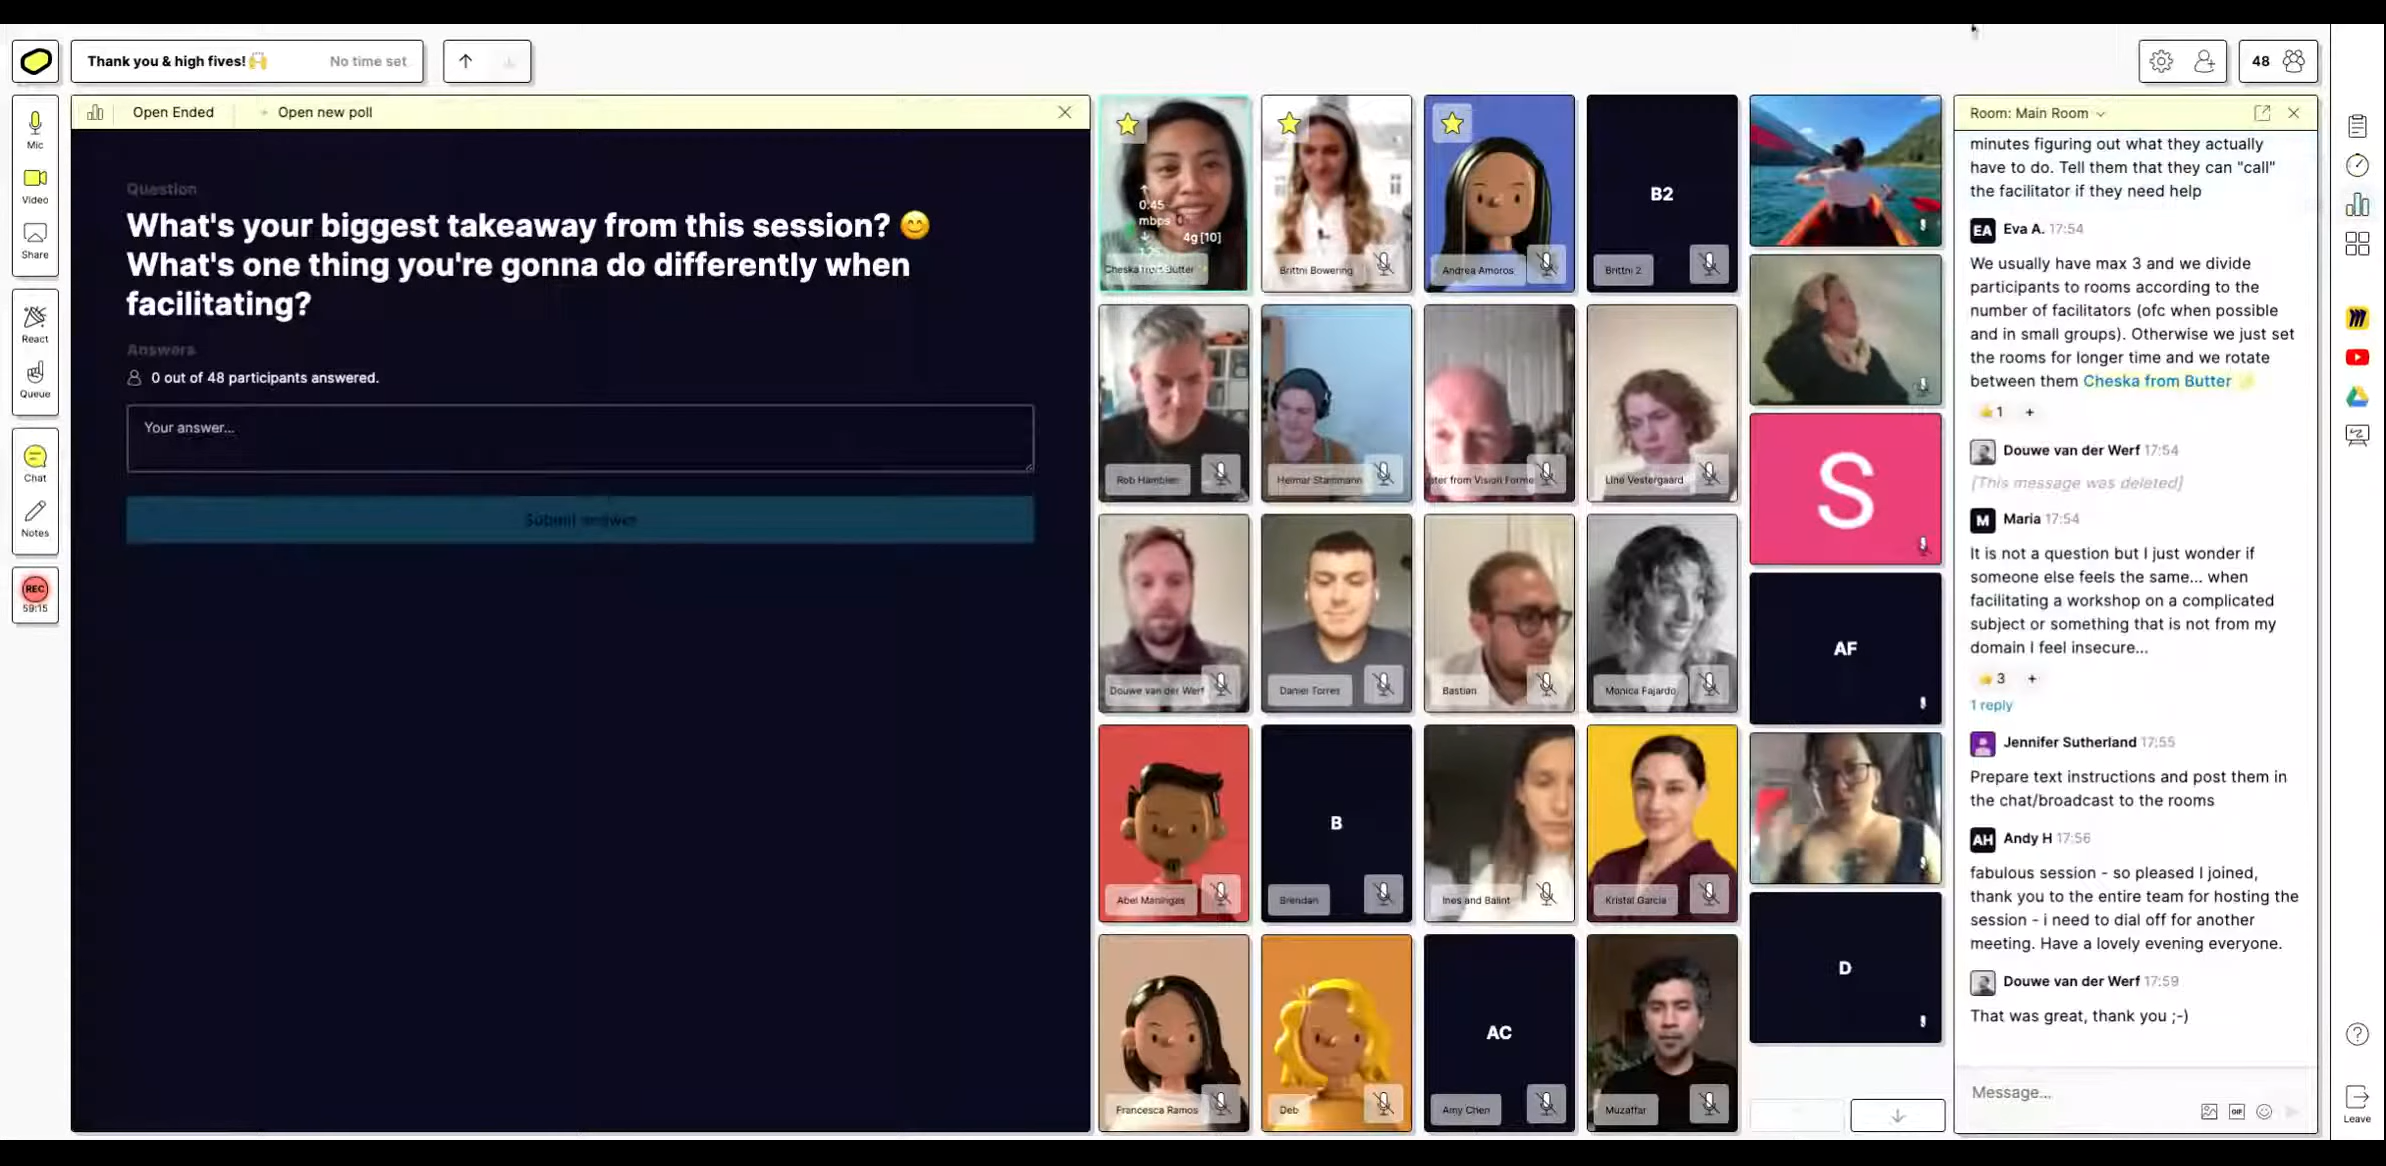 Thank you & high fives!🙌 No time set
48
Mic
Video
Share
React
Queue
Chat
Notes
REC
59:15
Open Ended
Open new poll
Question
What's your biggest takeaway from this session? 😊
What's one thing you're gonna do differently when
facilitating?
Answers
0 out of 48 participants answered.
Your answer...
Submit answer
0:45
mbps 0
4g [10]
Cheska from Butter
Brittni Bowering
Andrea Amoros
B2
Brittni 2
Rob Hambler
Line Vestergaard
S
Douwe van der Werf
Daniel Torres
Bastian
Monica Fajardo
AF
Abel Maningas
B
Brendan
Ines and Balint
Kristal Garcia
D
Francesca Ramos
Deb
AC
Amy Chen
Muzaffar
Room: Main Room
minutes figuring out what they actually
have to do. Tell them that they can "call"
the facilitator if they need help
EA Eva A. 17:54
We usually have max 3 and we divide
participants to rooms according to the
number of facilitators (ofc when possible
and in small groups). Otherwise we just set
the rooms for longer time and we rotate
between them Cheska from Butter ✨
👍 1 +
Douwe van der Werf 17:54
[This message was deleted]
M Maria 17:54
It is not a question but I just wonder if
someone else feels the same... when
facilitating a workshop on a complicated
subject or something that is not from my
domain I feel insecure...
👍 3 +
1 reply
Jennifer Sutherland 17:55
Prepare text instructions and post them in
the chat/broadcast to the rooms
AH Andy H 17:56
fabulous session - so pleased I joined,
thank you to the entire team for hosting the
session - i need to dial off for another
meeting. Have a lovely evening everyone.
Douwe van der Werf 17:59
That was great, thank you ;-)
Message...
GIF
Leave